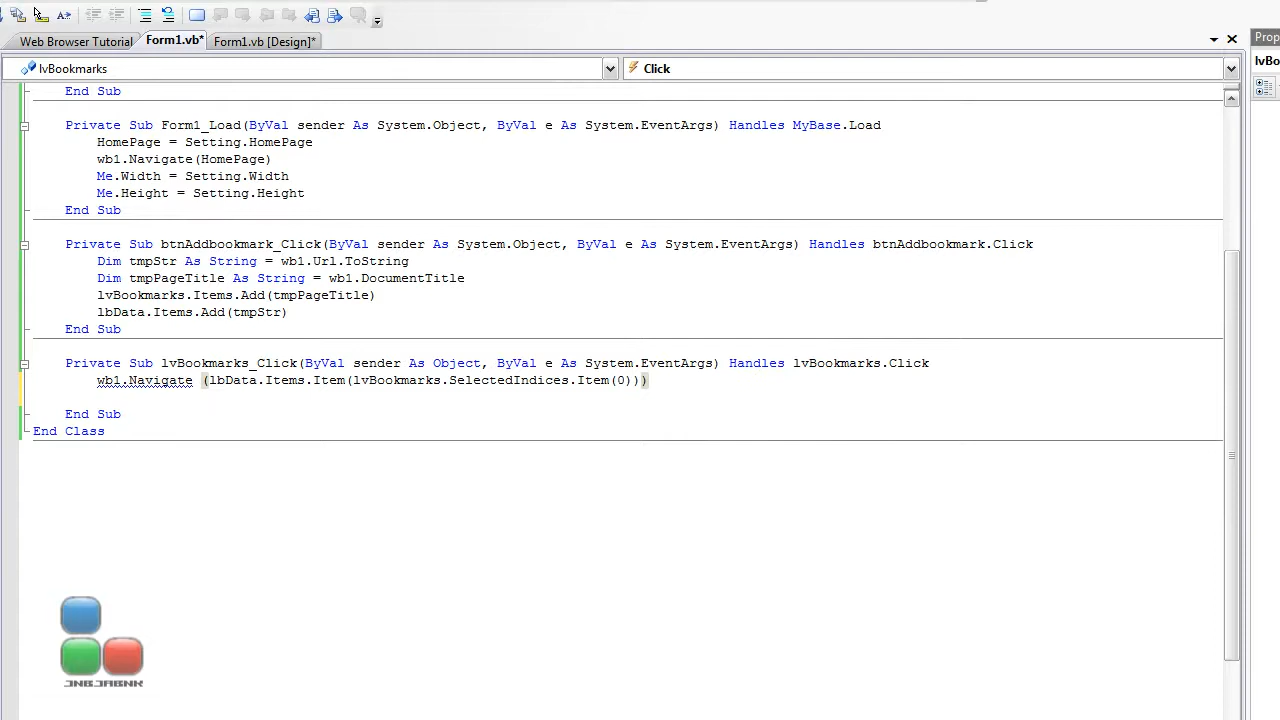 Web Browser Tutorial
Form1.vb*
Form1.vb [Design]*
Prop
lvBookmarks
Click
lvBo
End Sub
Private Sub Form1_Load(ByVal sender As System.Object, ByVal e As System.EventArgs) Handles MyBase.Load
HomePage = Setting.HomePage
wb1.Navigate(HomePage)
Me.Width = Setting.Width
Me.Height = Setting.Height
End Sub
Private Sub btnAddbookmark_Click(ByVal sender As System.Object, ByVal e As System.EventArgs) Handles btnAddbookmark.Click
Dim tmpStr As String = wb1.Url.ToString
Dim tmpPageTitle As String = wb1.DocumentTitle
lvBookmarks.Items.Add(tmpPageTitle)
lbData.Items.Add(tmpStr)
End Sub
Private Sub lvBookmarks_Click(ByVal sender As Object, ByVal e As System.EventArgs) Handles lvBookmarks.Click
wb1.Navigate (lbData.Items.Item(lvBookmarks.SelectedIndices.Item(0)))
End Sub
End Class
JNBJABNK